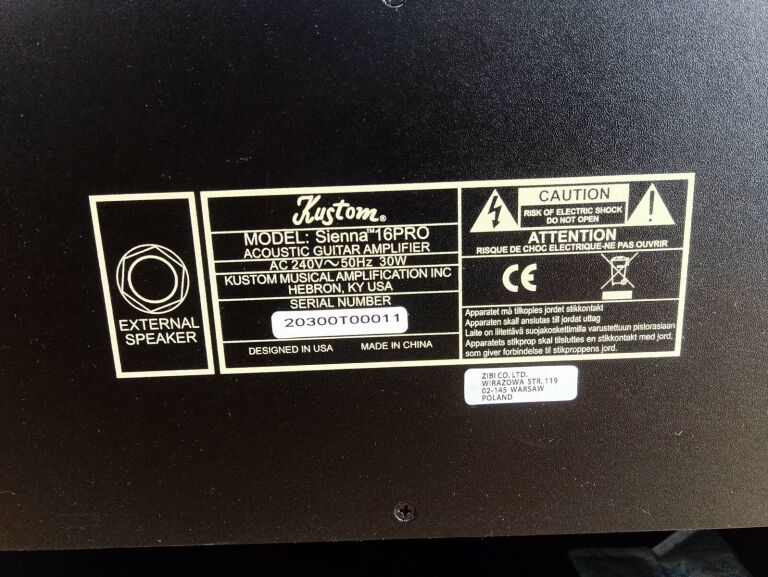 EXTERNAL
SPEAKER
Kustom®
MODEL: Sienna™16PRO
ACOUSTIC GUITAR AMPLIFIER
AC 240V～50Hz 30W
KUSTOM MUSICAL AMPLIFICATION INC
HEBRON, KY USA
SERIAL NUMBER
20300T00011
DESIGNED IN USA MADE IN CHINA
CAUTION
RISK OF ELECTRIC SHOCK
DO NOT OPEN
ATTENTION
RISQUE DE CHOC ELECTRIQUE-NE PAS OUVRIR
CE
Apparatet må tilkoples jordet stikkontakt
Apparaten skall anslutas till jordat uttag
Laite on liitettävä suojakoskettimilla varustettuun pistorasiaan
Apparatets stikprop skal tilsluttes en stikkontakt med jord,
som giver forbindelse til stikproppens jord.
ZIBI CO. LTD.
WIRAZOWA STR. 119
02-145 WARSAW
POLAND